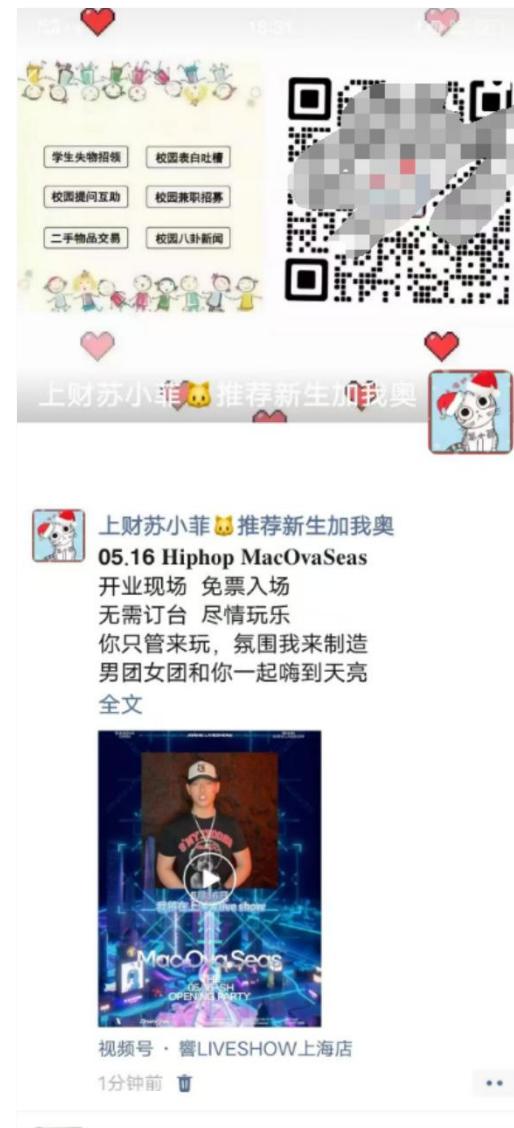 18:31
学生失物招领
校园表白吐槽
校园提问互助
校园兼职招募
二手物品交易
校园八卦新闻
上财苏小菲🐱推荐新生加我奥
上财苏小菲🐱推荐新生加我奥
05.16 Hiphop MacOvaSeas
开业现场 免票入场
无需订台 尽情玩乐
你只管来玩，氛围我来制造
男团女团和你一起嗨到天亮
全文
Mac Ova Seas
OPENING PARTY
视频号 · 響LIVESHOW上海店
1分钟前